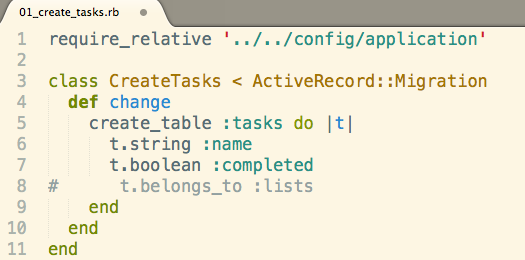 01_create_tasks.rb
1 require_relative '../../config/application'
2
3 class CreateTasks < ActiveRecord::Migration
4   def change
5     create_table :tasks do |t|
6       t.string :name
7       t.boolean :completed
8 #      t.belongs_to :lists
9     end
10   end
11 end